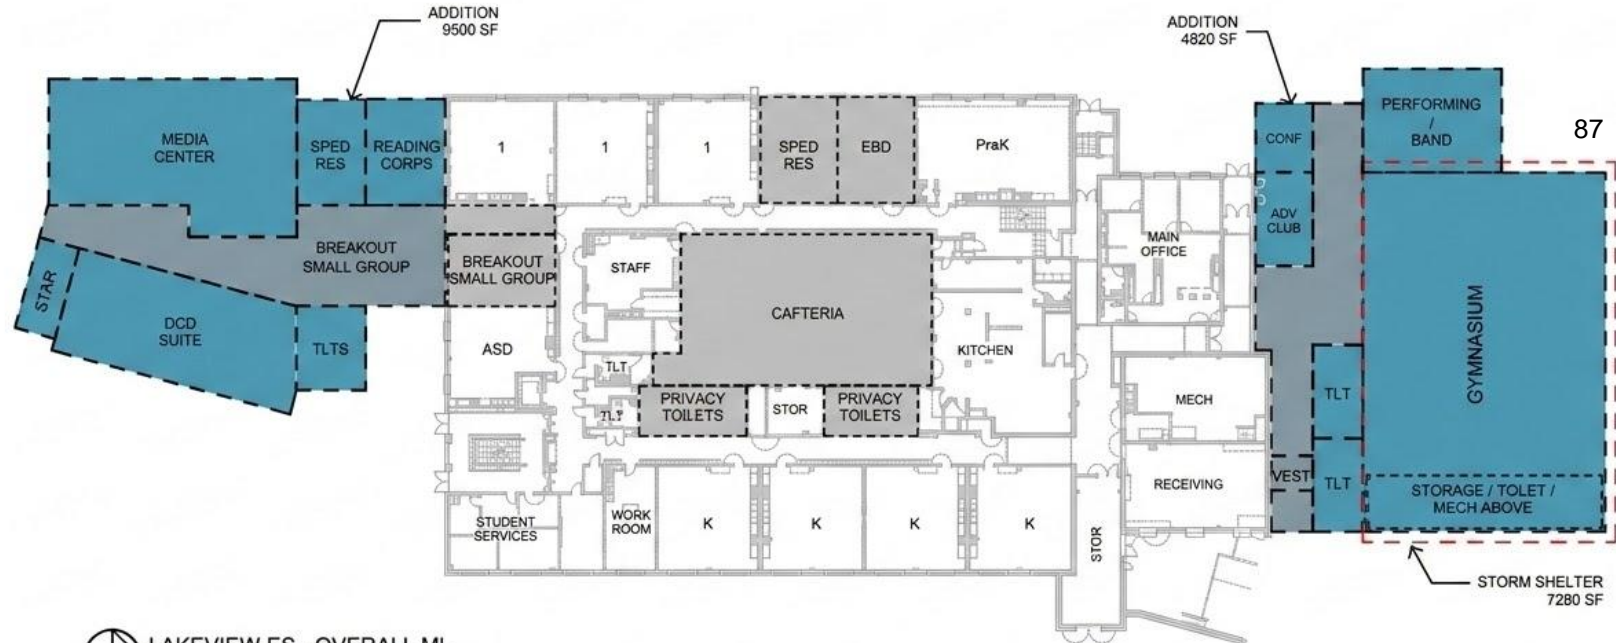 ADDITION
9500 SF
ADDITION
4820 SF
87
MEDIA
CENTER
SPED
RES
READING
CORPS
1
1
1
SPED
RES
EBD
PraK
CONF
PERFORMING
/
BAND
ADV
CLUB
BREAKOUT
SMALL GROUP
BREAKOUT
SMALL GROUP
STAFF
MAIN
OFFICE
STAR
DCD
SUITE
TLTS
ASD
CAFTERIA
KITCHEN
GYMNASIUM
TLT
TLT
PRIVACY
TOILETS
STOR
PRIVACY
TOILETS
MECH
TLT
STUDENT
SERVICES
WORK
ROOM
K
K
K
K
STOR
RECEIVING
VEST
TLT
STORAGE / TOLET /
MECH ABOVE
STORM SHELTER
7280 SF
LAKEVIEW ES - OVERALL